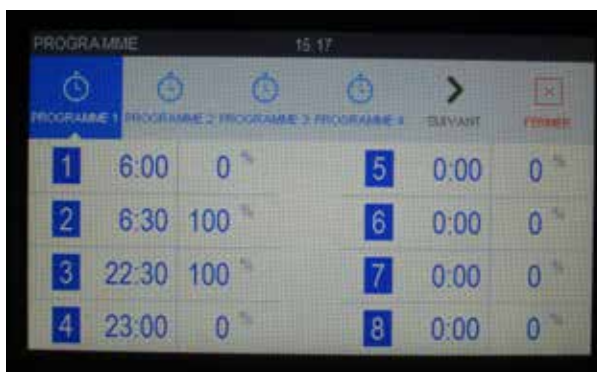 PROGRAMME 15:17
PROGRAMME 1 PROGRAMME 2 PROGRAMME 3 PROGRAMME 4 SUIVANT FERMER
1 6:00 0 % 5 0:00 0 %
2 6:30 100 % 6 0:00 0 %
3 22:30 100 % 7 0:00 0 %
4 23:00 0 % 8 0:00 0 %